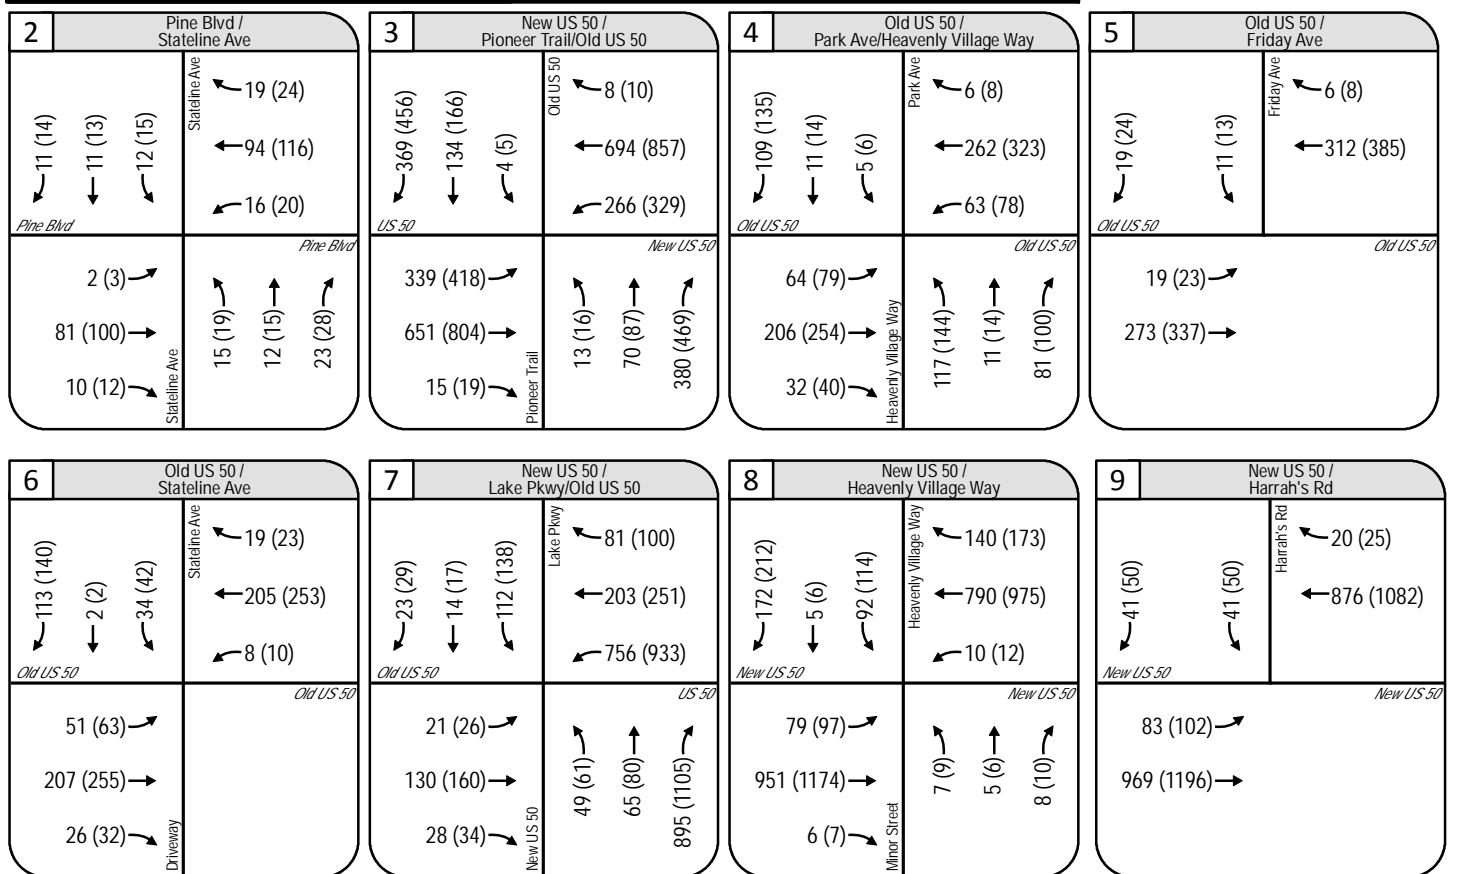 2
Pine Blvd /
Stateline Ave
11 (14)
11 (13)
12 (15)
Stateline Ave
19 (24)
94 (116)
16 (20)
Pine Blvd
Pine Blvd
2 (3)
81 (100)
10 (12)
Stateline Ave
15 (19)
12 (15)
23 (28)
3
New US 50 /
Pioneer Trail/Old US 50
369 (456)
134 (166)
4 (5)
Old US 50
8 (10)
694 (857)
266 (329)
US 50
New US 50
339 (418)
651 (804)
15 (19)
Pioneer Trail
13 (16)
70 (87)
380 (469)
4
Old US 50 /
Park Ave/Heavenly Village Way
109 (135)
11 (14)
5 (6)
Park Ave
6 (8)
262 (323)
63 (78)
Old US 50
Old US 50
64 (79)
206 (254)
32 (40)
Heavenly Village Way
117 (144)
11 (14)
81 (100)
5
Old US 50 /
Friday Ave
19 (24)
11 (13)
Friday Ave
6 (8)
312 (385)
Old US 50
Old US 50
19 (23)
273 (337)
6
Old US 50 /
Stateline Ave
113 (140)
2 (2)
34 (42)
Stateline Ave
19 (23)
205 (253)
8 (10)
Old US 50
Old US 50
51 (63)
207 (255)
26 (32)
Driveway
7
New US 50 /
Lake Pkwy/Old US 50
23 (29)
14 (17)
112 (138)
Lake Pkwy
81 (100)
203 (251)
756 (933)
Old US 50
US 50
21 (26)
130 (160)
28 (34)
New US 50
49 (61)
65 (80)
895 (1105)
8
New US 50 /
Heavenly Village Way
172 (212)
5 (6)
92 (114)
Heavenly Village Way
140 (173)
790 (975)
10 (12)
New US 50
New US 50
79 (97)
951 (1174)
6 (7)
Minor Street
7 (9)
5 (6)
8 (10)
9
New US 50 /
Harrah's Rd
41 (50)
41 (50)
Harrah's Rd
20 (25)
876 (1082)
New US 50
New US 50
83 (102)
969 (1196)